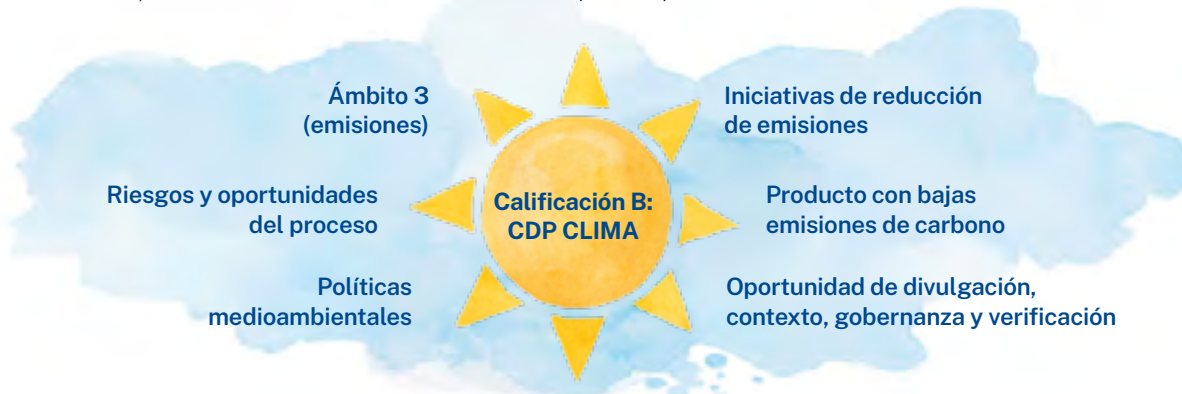 Ámbito 3
(emisiones)
Riesgos y oportunidades
del proceso
Políticas
medioambientales
Calificación B:
CDP CLIMA
Iniciativas de reducción
de emisiones
Producto con bajas
emisiones de carbono
Oportunidad de divulgación,
contexto, gobernanza y verificación